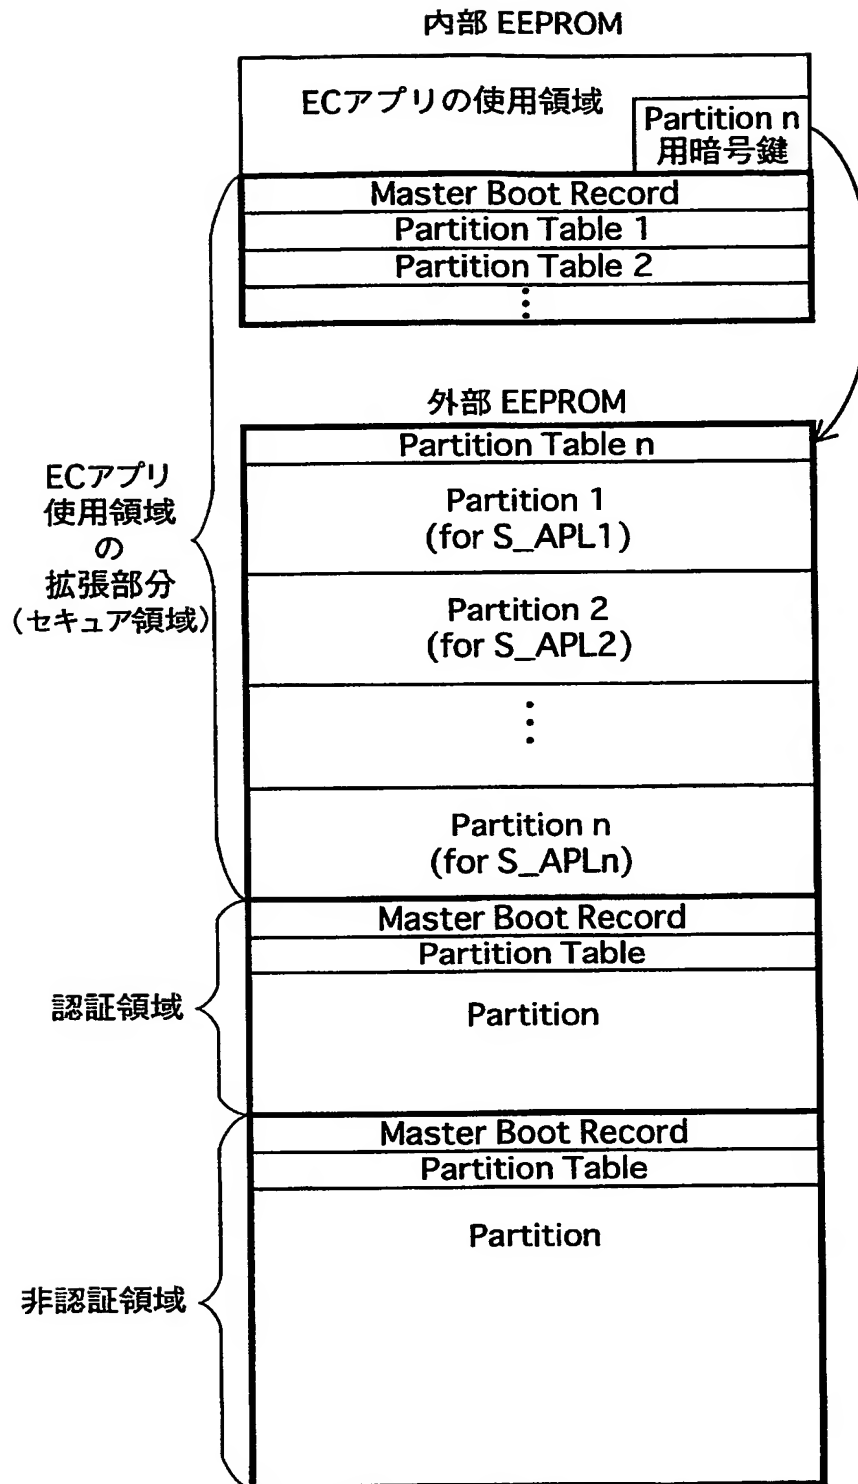 内部 EEPROM
ECアプリの使用領域
Partition n
用暗号鍵
Master Boot Record
Partition Table 1
Partition Table 2
⋮
外部 EEPROM
Partition Table n
ECアプリ
使用領域
の
拡張部分
(セキュア領域)
Partition 1
(for S_APL1)
Partition 2
(for S_APL2)
⋮
Partition n
(for S_APLn)
Master Boot Record
Partition Table
認証領域
Partition
Master Boot Record
Partition Table
Partition
非認証領域